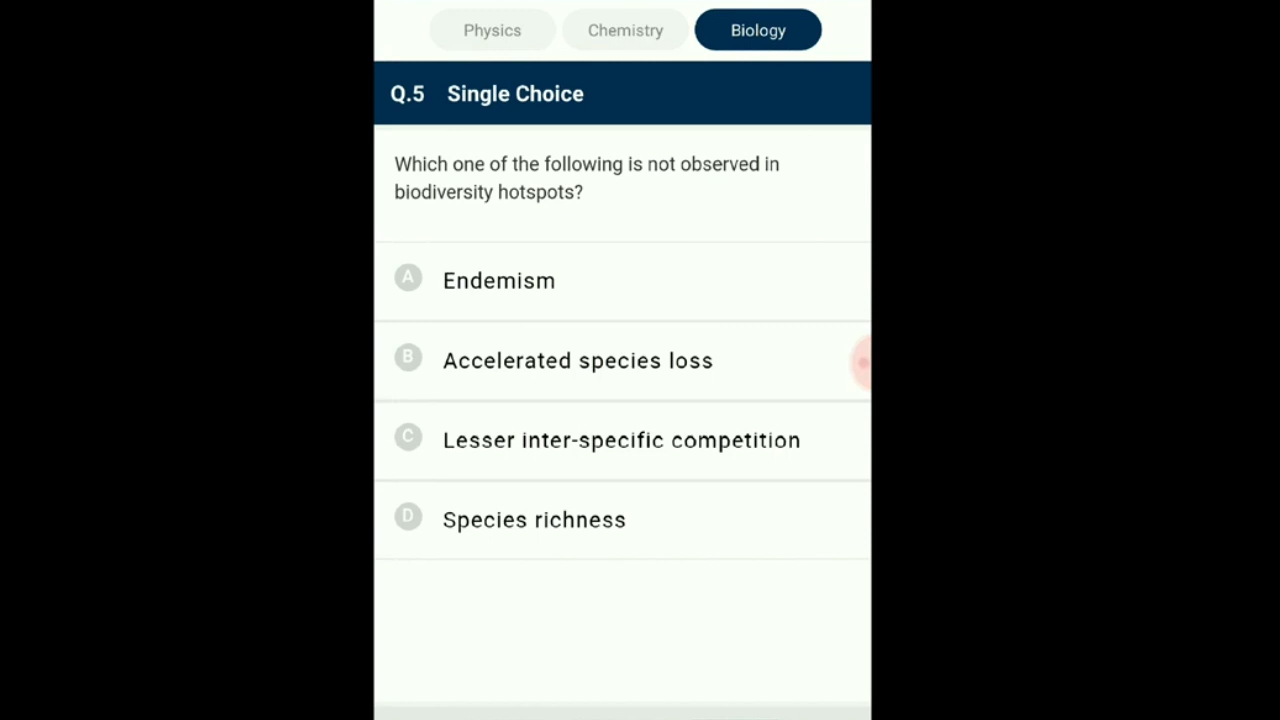 Physics Chemistry Biology
Q.5 Single Choice
Which one of the following is not observed in
biodiversity hotspots?
A Endemism
B Accelerated species loss
C Lesser inter-specific competition
D Species richness